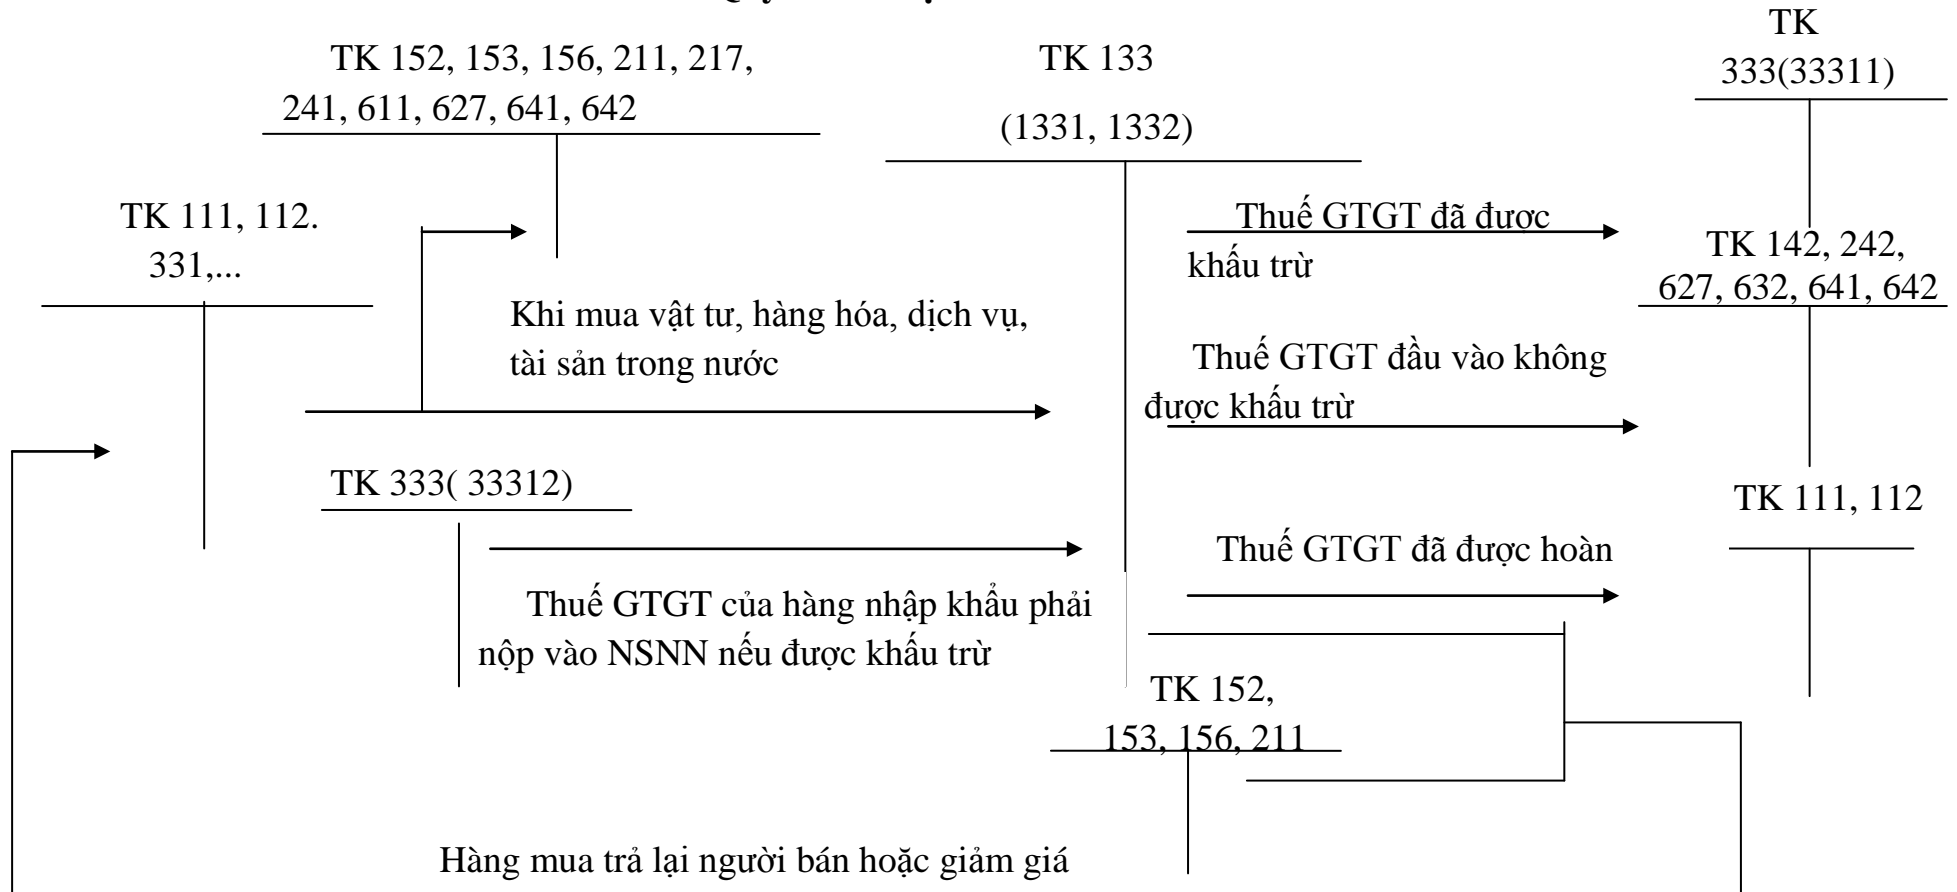 TK 152, 153, 156, 211, 217,
241, 611, 627, 641, 642
TK 133
(1331, 1332)
TK
333(33311)
TK 111, 112.
331,...
Thuế GTGT đã được
khấu trừ
TK 142, 242,
627, 632, 641, 642
Khi mua vật tư, hàng hóa, dịch vụ,
tài sản trong nước
Thuế GTGT đầu vào không
được khấu trừ
TK 333( 33312)
TK 111, 112
Thuế GTGT đã được hoàn
Thuế GTGT của hàng nhập khẩu phải
nộp vào NSNN nếu được khấu trừ
TK 152,
153, 156, 211
Hàng mua trả lại người bán hoặc giảm giá